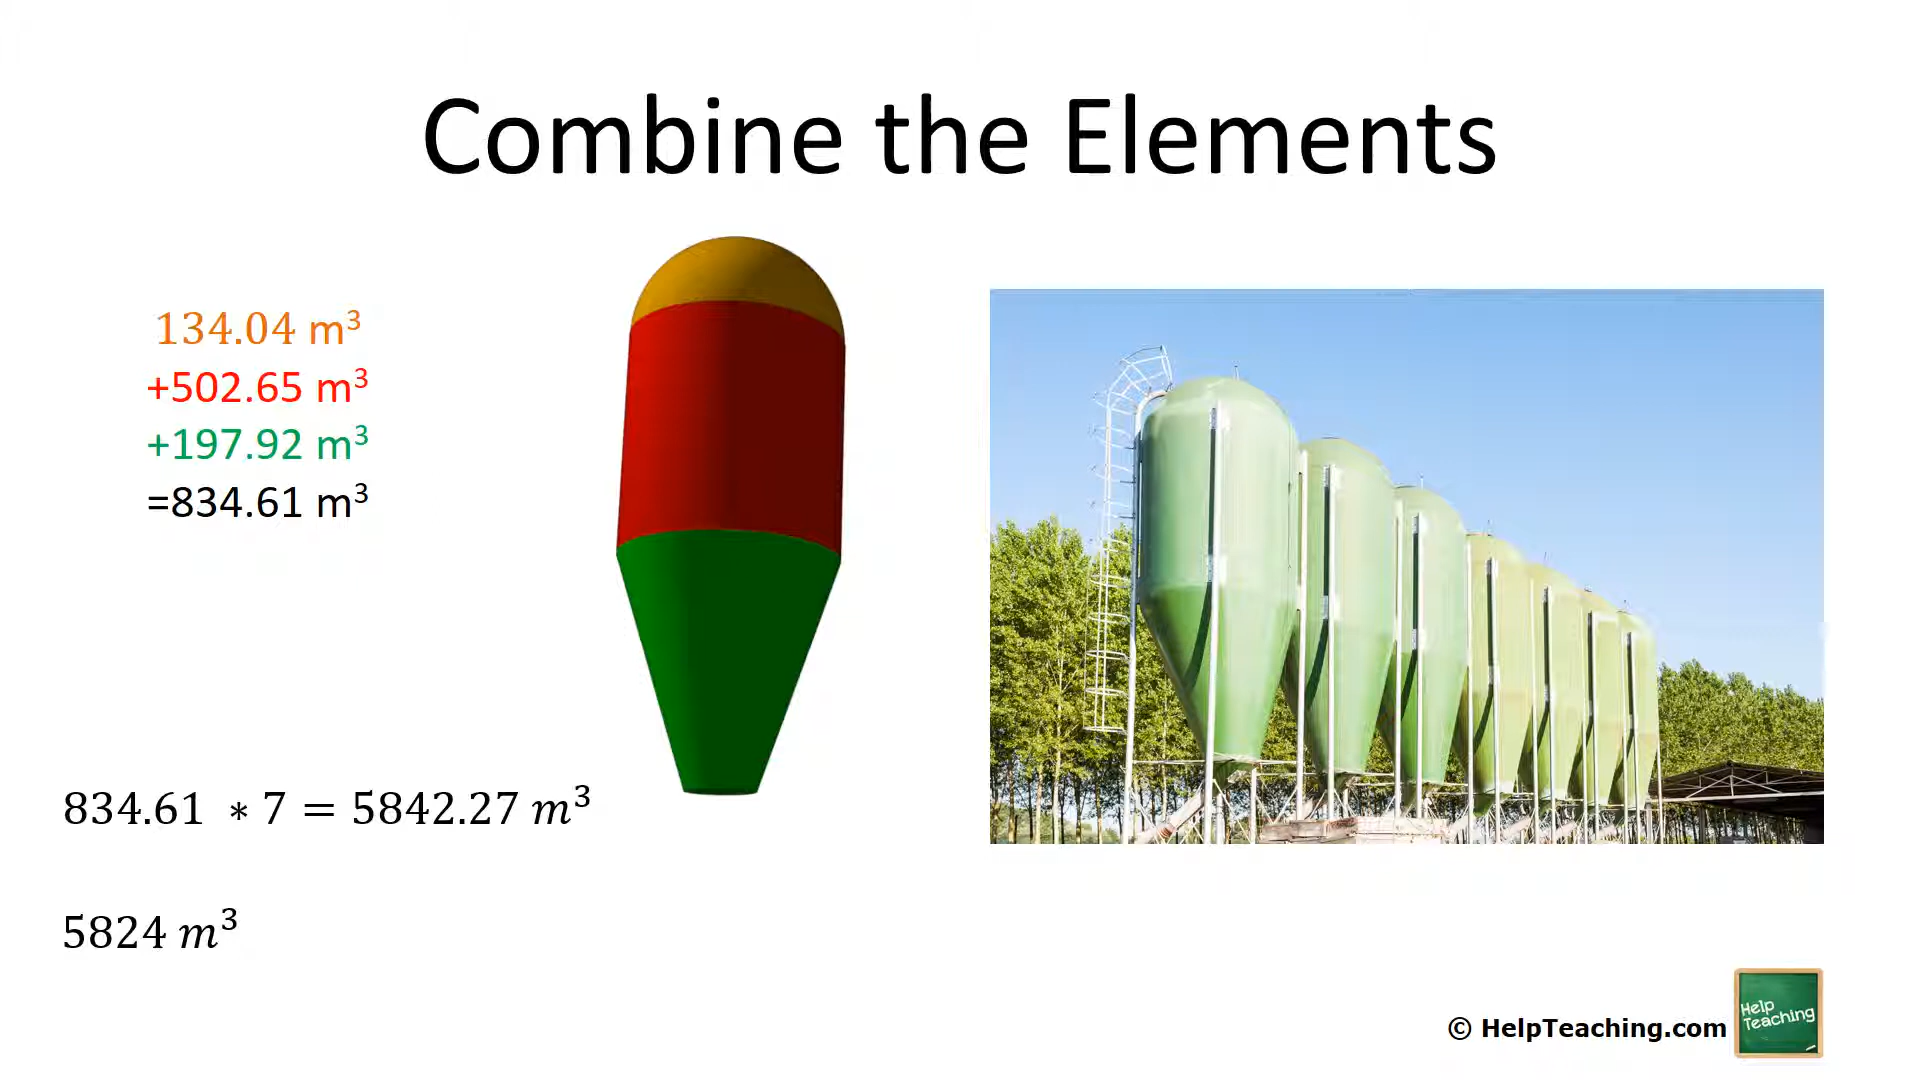 Combine the Elements
134.04 m³
+502.65 m³
+197.92 m³
=834.61 m³
834.61 ∗ 7 = 5842.27 m³
5824 m³
© HelpTeaching.com
Help
Teaching